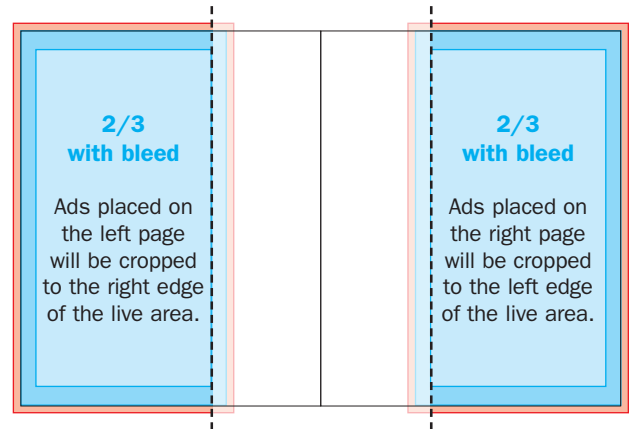 2/3
with bleed
Ads placed on
the left page
will be cropped
to the right edge
of the live area.
2/3
with bleed
Ads placed on
the right page
will be cropped
to the left edge
of the live area.